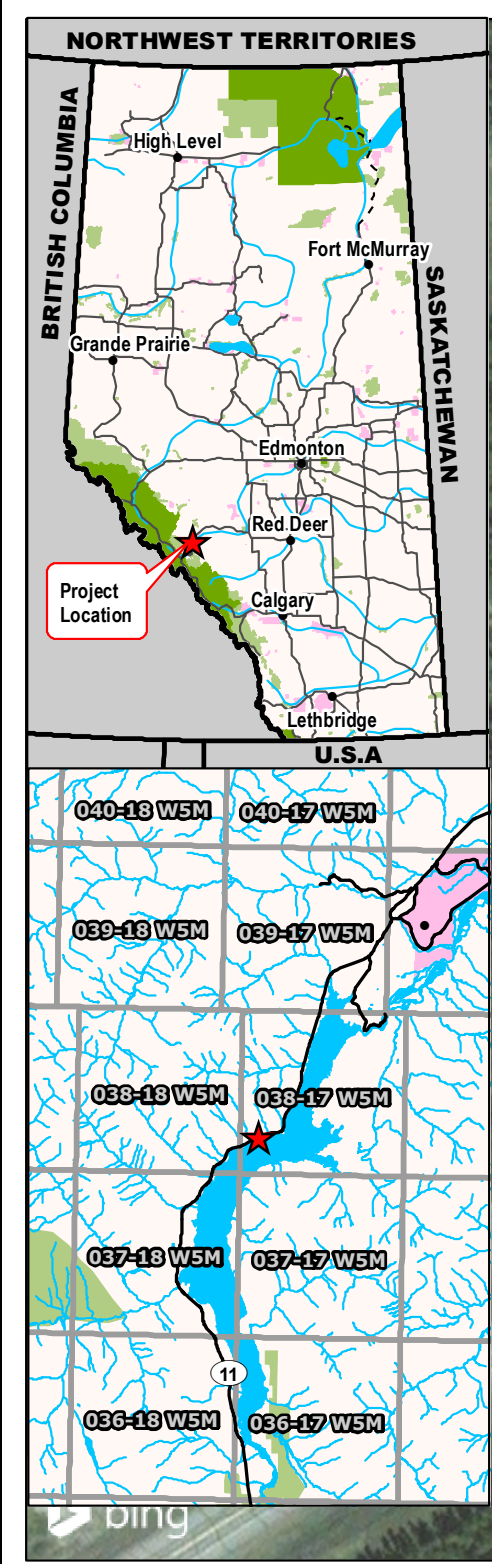 NORTHWEST TERRITORIES
BRITISH COLUMBIA
High Level
Fort McMurray
SASKATCHEWAN
Grande Prairie
Edmonton
Red Deer
Project
Location
Calgary
Lethbridge
U.S.A
040-18 W5M
040-17 W5M
039-18 W5M
039-17 W5M
038-18 W5M
038-17 W5M
037-18 W5M
037-17 W5M
11
036-18 W5M
036-17 W5M
bing